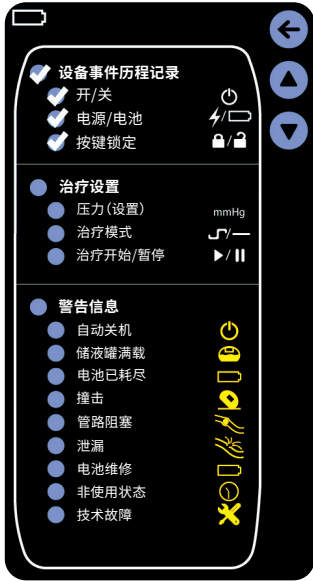 设备事件历程记录
开/关
电源/电池 /
按键锁定 /
治疗设置
压力(设置) mmHg
治疗模式 /
治疗开始/暂停 /
警告信息
自动关机
储液罐满载
电池已耗尽
撞击
管路阻塞
泄漏
电池维修
非使用状态
技术故障